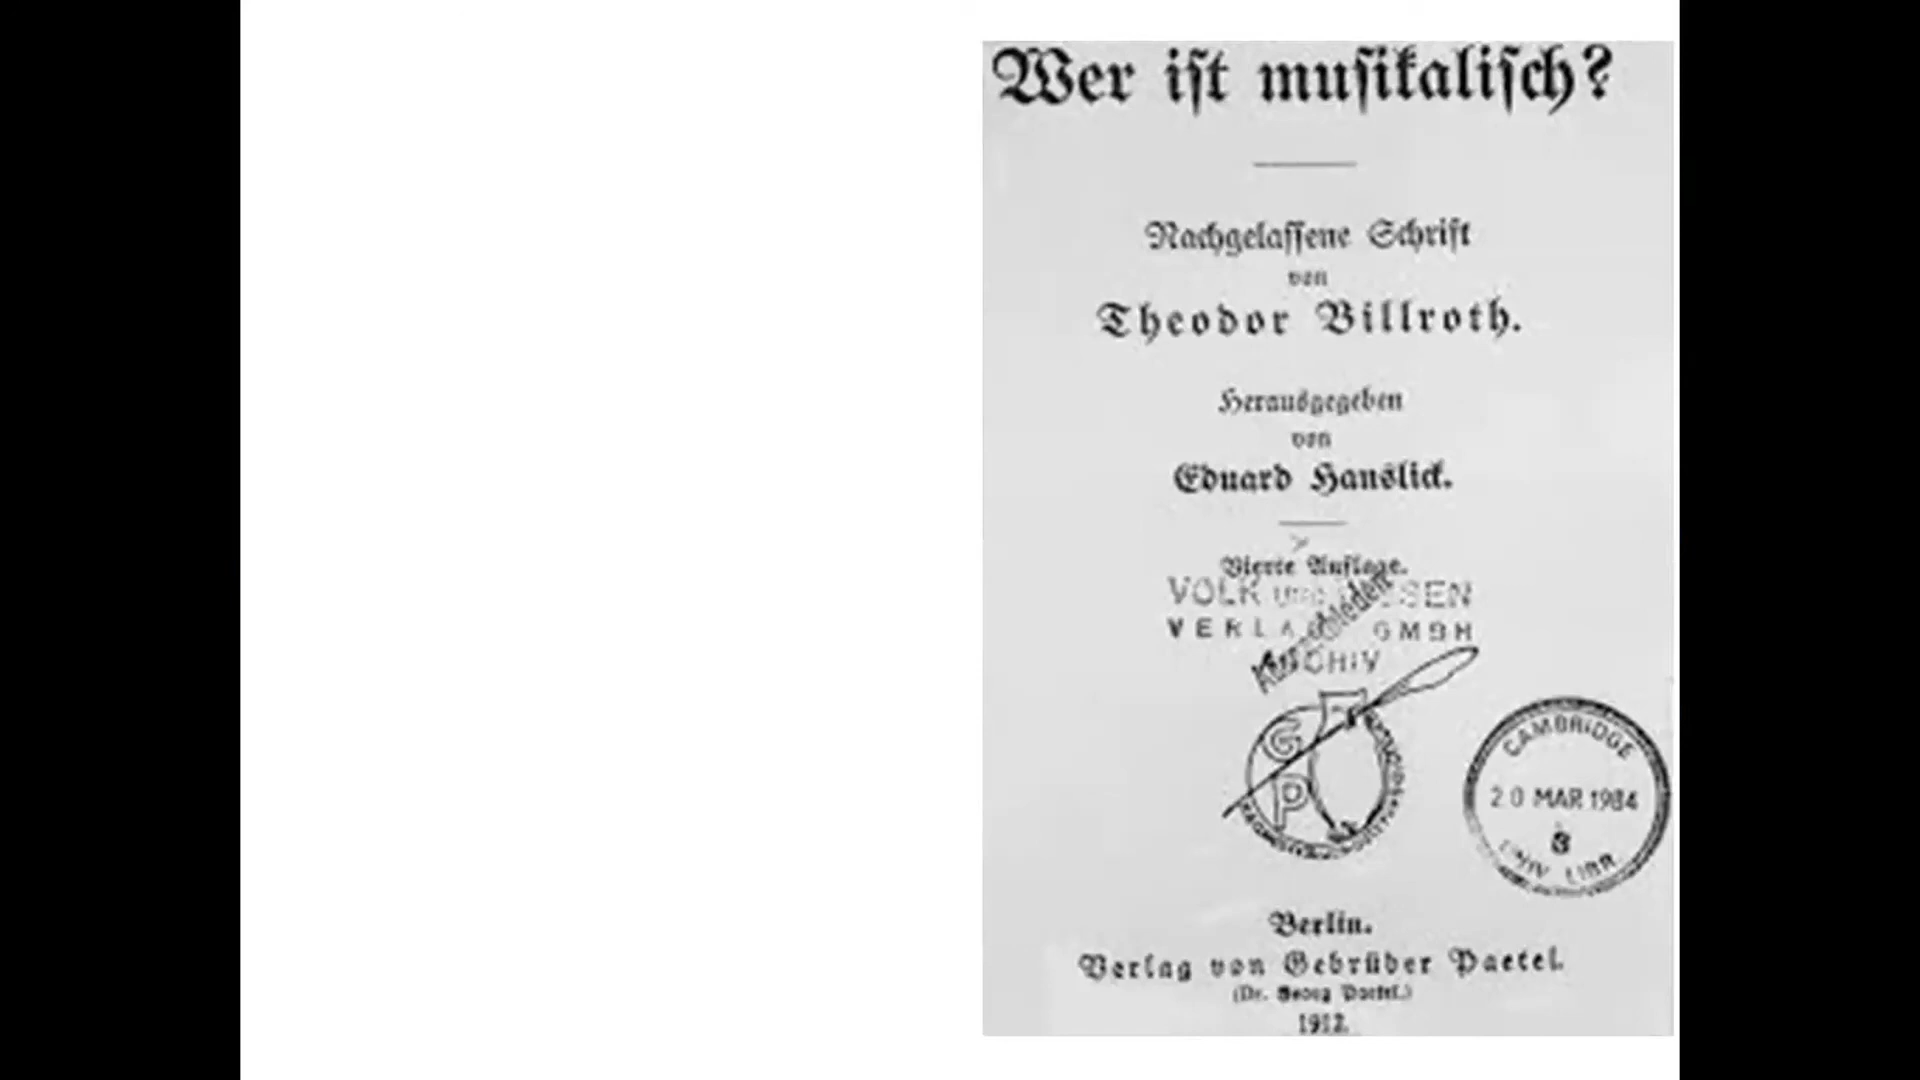 Wer ist musikalisch?
Nachgelassene Schrift
von
Theodor Billroth.
Herausgegeben
von
Eduard Hanslick.
Vierte Auflage.
VOLK und
VERLAG GMBH
ARCHIV
G
P
CAMBRIDGE
20 MAR 1984
UNIV LIBR
Berlin.
Verlag von Gebrüder Paetel.
(Dr. Georg Paetel.)
1912.